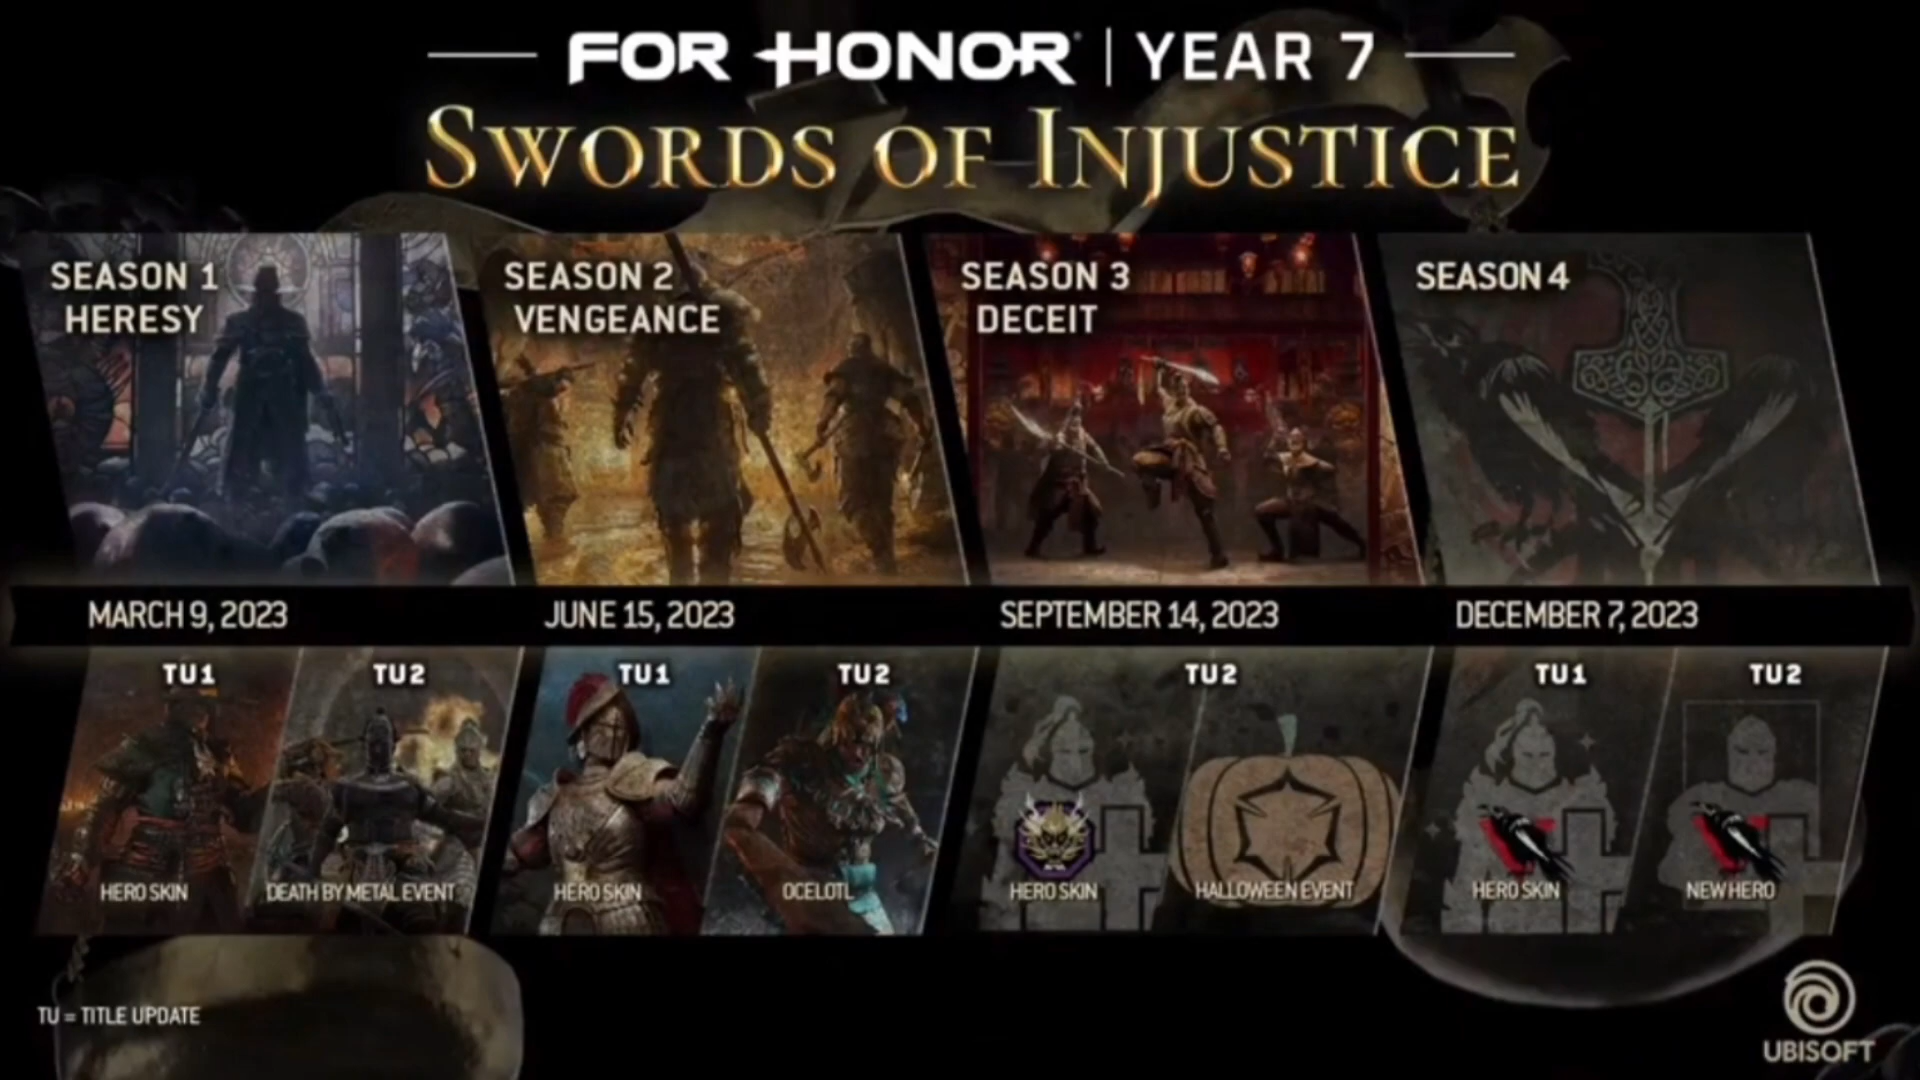 FOR HONOR | YEAR 7
SWORDS OF INJUSTICE
SEASON 1
HERESY
SEASON 2
VENGEANCE
SEASON 3
DECEIT
SEASON 4
MARCH 9, 2023
JUNE 15, 2023
SEPTEMBER 14, 2023
DECEMBER 7, 2023
TU1
TU2
TU1
TU2
TU2
TU1
TU2
HERO SKIN
DEATH BY METAL EVENT
HERO SKIN
OCELOTL
HERO SKIN
HALLOWEEN EVENT
HERO SKIN
NEW HERO
TU = TITLE UPDATE
UBISOFT